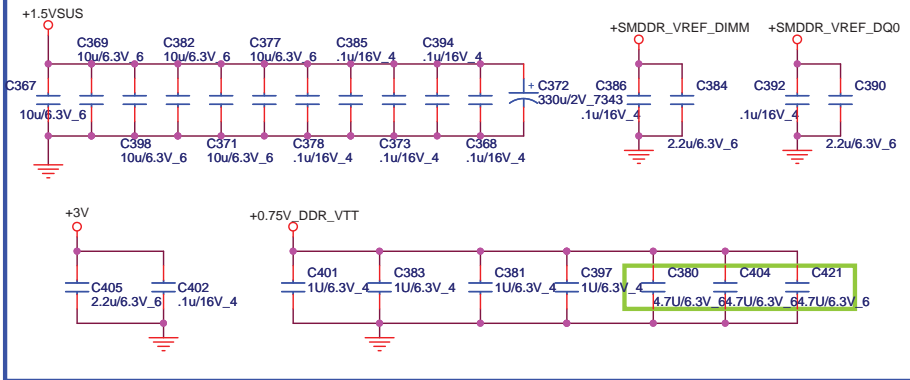 +1.5VSUS
C367
10u/6.3V_6
C369
10u/6.3V_6
C398
10u/6.3V_6
C382
10u/6.3V_6
C371
10u/6.3V_6
C377
10u/6.3V_6
C378
.1u/16V_4
C385
.1u/16V_4
C373
.1u/16V_4
C394
.1u/16V_4
C368
.1u/16V_4
+
C372
330u/2V_7343
+SMDDR_VREF_DIMM
C386
.1u/16V_4
C384
2.2u/6.3V_6
+SMDDR_VREF_DQ0
C392
.1u/16V_4
C390
2.2u/6.3V_6
+3V
C405
2.2u/6.3V_6
C402
.1u/16V_4
+0.75V_DDR_VTT
C401
1U/6.3V_4
C383
1U/6.3V_4
C381
1U/6.3V_4
C397
1U/6.3V_4
C380
4.7U/6.3V_6
C404
4.7U/6.3V_6
C421
4.7U/6.3V_6